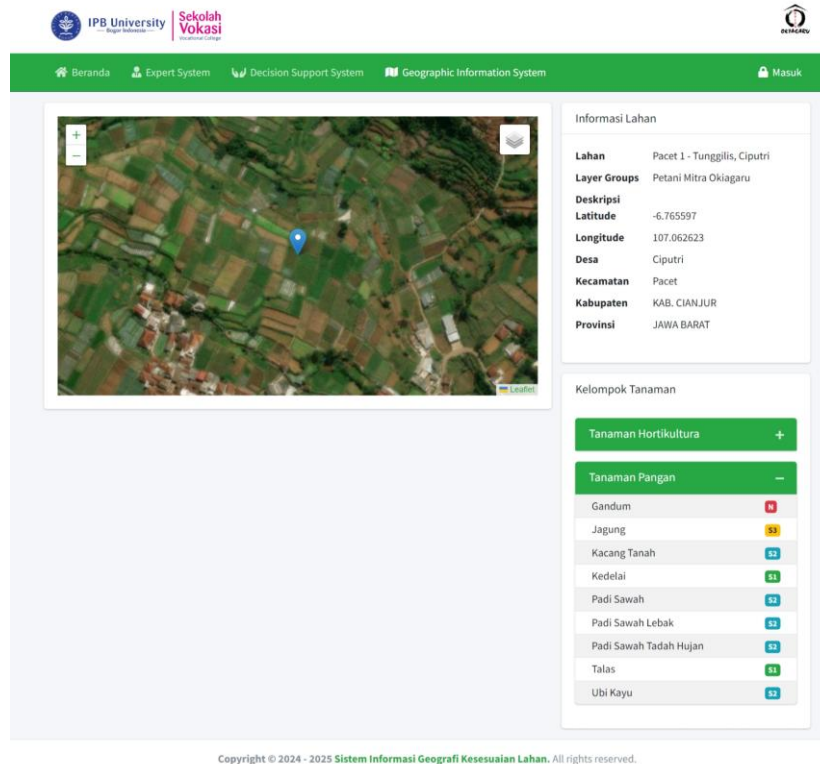 IPB University
Bogor Indonesia
Sekolah
Vokasi
Vocational College
OKIAGARU
Beranda
Expert System
Decision Support System
Geographic Information System
Masuk
+
−
Leaflet
Informasi Lahan
Lahan Pacet 1 - Tunggilis, Ciputri
Layer Groups Petani Mitra Okiagaru
Deskripsi
Latitude -6.765597
Longitude 107.062623
Desa Ciputri
Kecamatan Pacet
Kabupaten KAB. CIANJUR
Provinsi JAWA BARAT
Kelompok Tanaman
Tanaman Hortikultura +
Tanaman Pangan −
Gandum N
Jagung S3
Kacang Tanah S2
Kedelai S1
Padi Sawah S2
Padi Sawah Lebak S2
Padi Sawah Tadah Hujan S2
Talas S1
Ubi Kayu S2
Copyright © 2024 - 2025 Sistem Informasi Geografi Kesesuaian Lahan. All rights reserved.